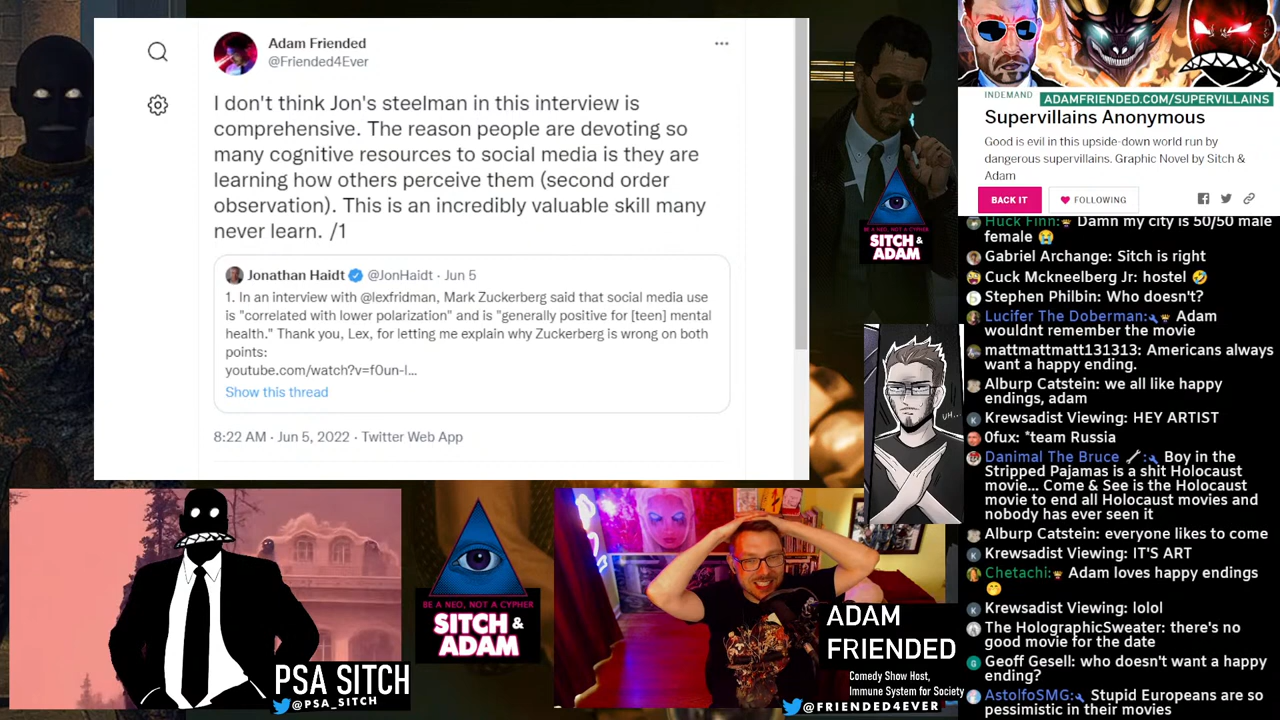 Adam Friended
@Friended4Ever
I don't think Jon's steelman in this interview is
comprehensive. The reason people are devoting so
many cognitive resources to social media is they are
learning how others perceive them (second order
observation). This is an incredibly valuable skill many
never learn. /1
Jonathan Haidt @JonHaidt · Jun 5
1. In an interview with @lexfridman, Mark Zuckerberg said that social media use
is "correlated with lower polarization" and is "generally positive for [teen] mental
health." Thank you, Lex, for letting me explain why Zuckerberg is wrong on both
points:
youtube.com/watch?v=f0un-l...
Show this thread
8:22 AM · Jun 5, 2022 · Twitter Web App
BE A NEO, NOT A CYPHER
SITCH &
ADAM
UH...
INDEMAND
ADAMFRIENDED.COM/SUPERVILLAINS
Supervillains Anonymous
Good is evil in this upside-down world run by
dangerous supervillains. Graphic Novel by Sitch &
Adam
BACK IT
FOLLOWING
Huck Finn: Damn my city is 50/50 male
female 😭
Gabriel Archange: Sitch is right
Cuck Mckneelberg Jr: hostel 🤣
Stephen Philbin: Who doesn't?
Lucifer The Doberman: Adam
wouldnt remember the movie
mattmattmatt131313: Americans always
want a happy ending.
Alburp Catstein: we all like happy
endings, adam
Krewsadist Viewing: HEY ARTIST
0fux: *team Russia
Danimal The Bruce : Boy in the
Stripped Pajamas is a shit Holocaust
movie... Come & See is the Holocaust
movie to end all Holocaust movies and
nobody has ever seen it
Alburp Catstein: everyone likes to come
Krewsadist Viewing: IT'S ART
Chetachi: Adam loves happy endings
🤭
Krewsadist Viewing: lolol
The HolographicSweater: there's no
good movie for the date
Geoff Gesell: who doesn't want a happy
ending?
AstolfoSMG: Stupid Europeans are so
pessimistic in their movies
PSA SITCH
@PSA_SITCH
BE A NEO, NOT A CYPHER
SITCH &
ADAM
ADAM
FRIENDED
Comedy Show Host,
Immune System for Society
@FRIENDED4EVER